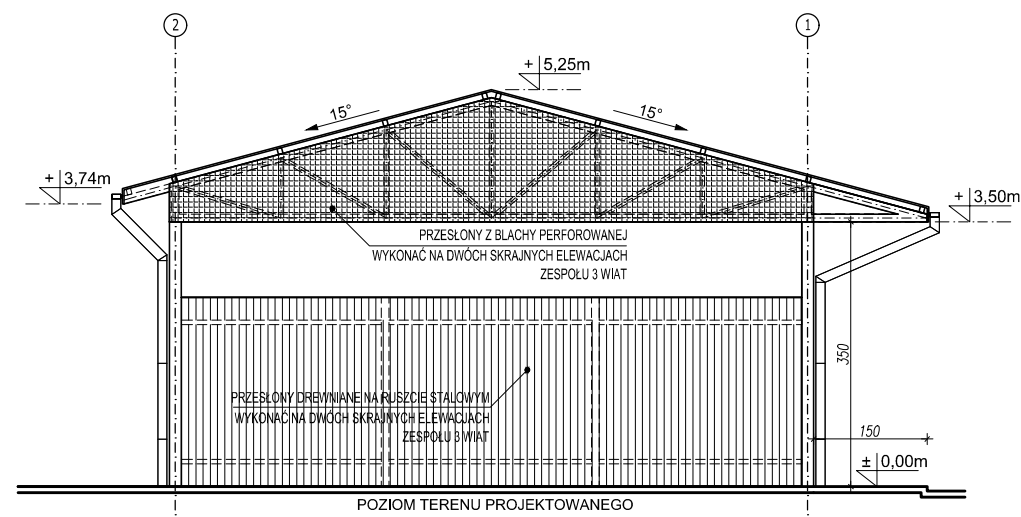 2
1
+ 5,25m
15°
15°
+ 3,74m
+ 3,50m
PRZESŁONY Z BLACHY PERFOROWANEJ
WYKONAĆ NA DWÓCH SKRAJNYCH ELEWACJACH
ZESPOŁU 3 WIAT
350
PRZESŁONY DREWNIANE NA RUSZCIE STALOWYM
WYKONAĆ NA DWÓCH SKRAJNYCH ELEWACJACH
ZESPOŁU 3 WIAT
150
± 0,00m
POZIOM TERENU PROJEKTOWANEGO